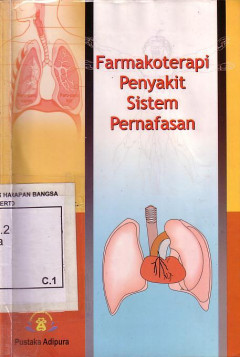 Farmakoterapi
Penyakit
Sistem
Pernafasan
HARAPAN BANGSA
C.1
Pustaka Adipura